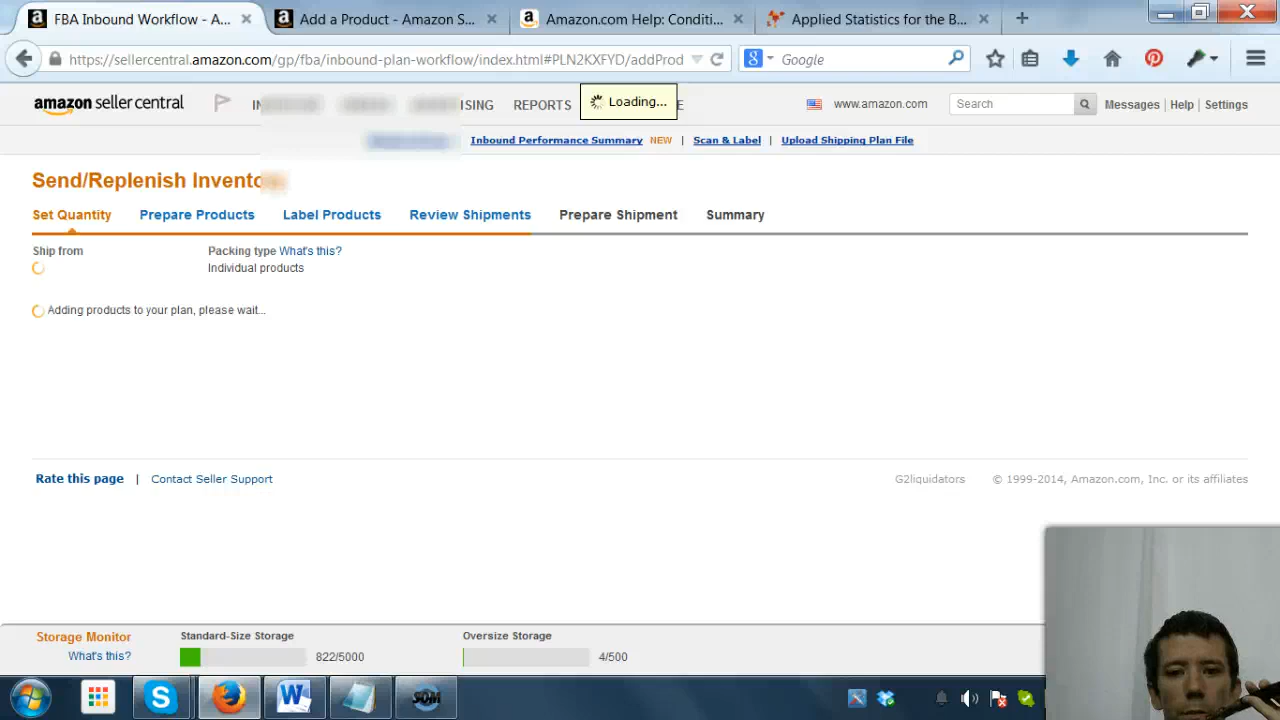 FBA Inbound Workflow - A...
Add a Product - Amazon S...
Amazon.com Help: Conditi...
Applied Statistics for the B...
https://sellercentral.amazon.com/gp/fba/inbound-plan-workflow/index.html#PLN2KXFYD/addProd
Google
amazon seller central
REPORTS
Loading...
www.amazon.com
Search
Messages | Help | Settings
Inbound Performance Summary NEW | Scan & Label | Upload Shipping Plan File
Send/Replenish
Set Quantity
Prepare Products
Label Products
Review Shipments
Prepare Shipment
Summary
Ship from
Packing type What's this?
Individual products
Adding products to your plan, please wait...
Rate this page | Contact Seller Support
G2liquidators
© 1999-2014, Amazon.com, Inc. or its affiliates
Storage Monitor
What's this?
Standard-Size Storage
822/5000
Oversize Storage
4/500